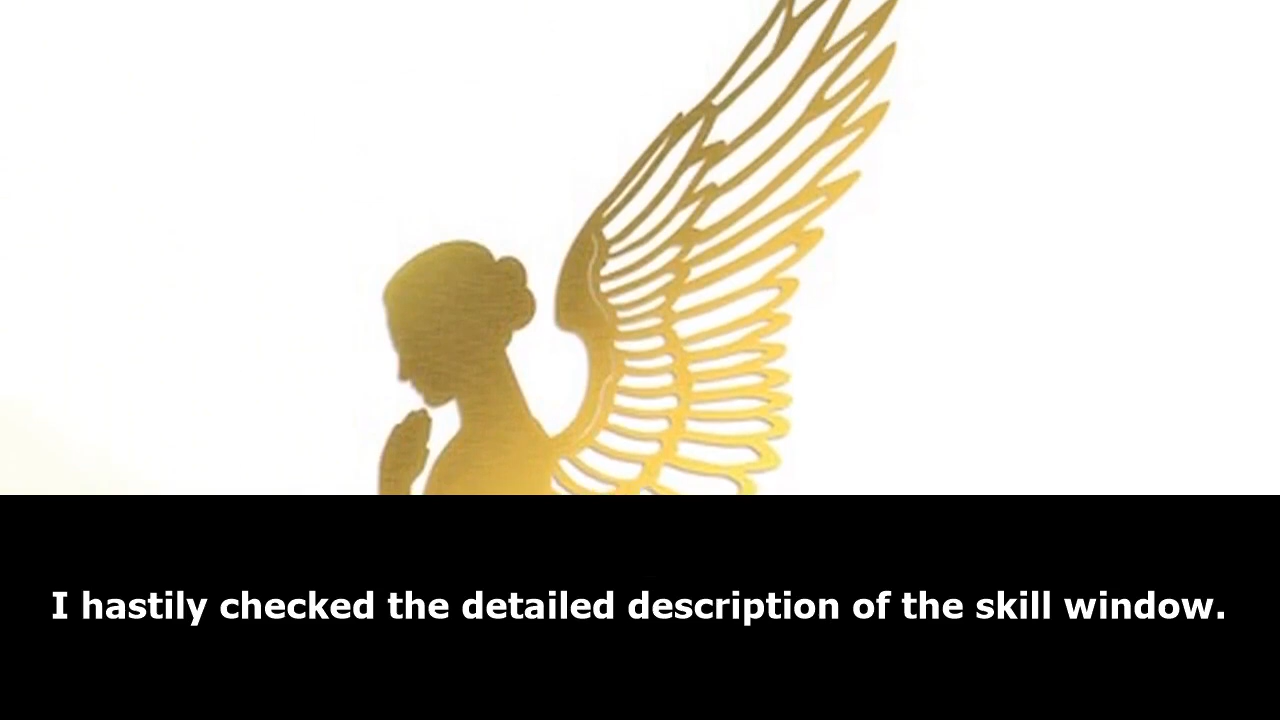 I hastily checked the detailed description of the skill window.